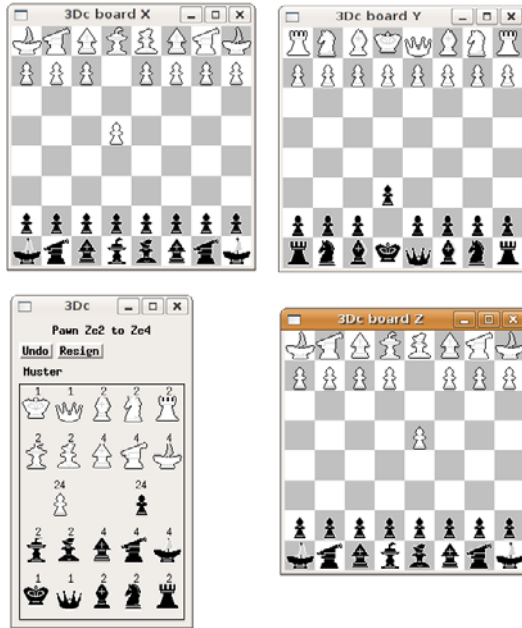 3Dc board X
3Dc board Y
3Dc
Pawn Ze2 to Ze4
Undo Resign
Muster
1 1 2 2 2
2 2 4 4 4
24 24
2 2 4 4 4
1 1 2 2 2
3Dc board Z